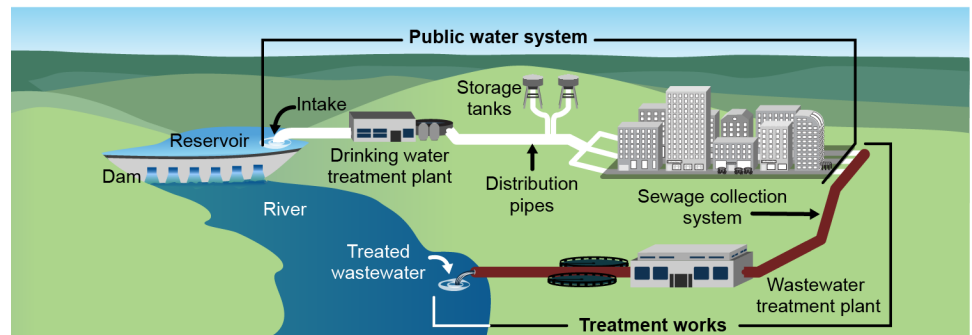 Public water system
Intake
Storage
tanks
Reservoir
Drinking water
treatment plant
Dam
Distribution
pipes
Sewage collection
system
River
Treated
wastewater
Wastewater
treatment plant
Treatment works